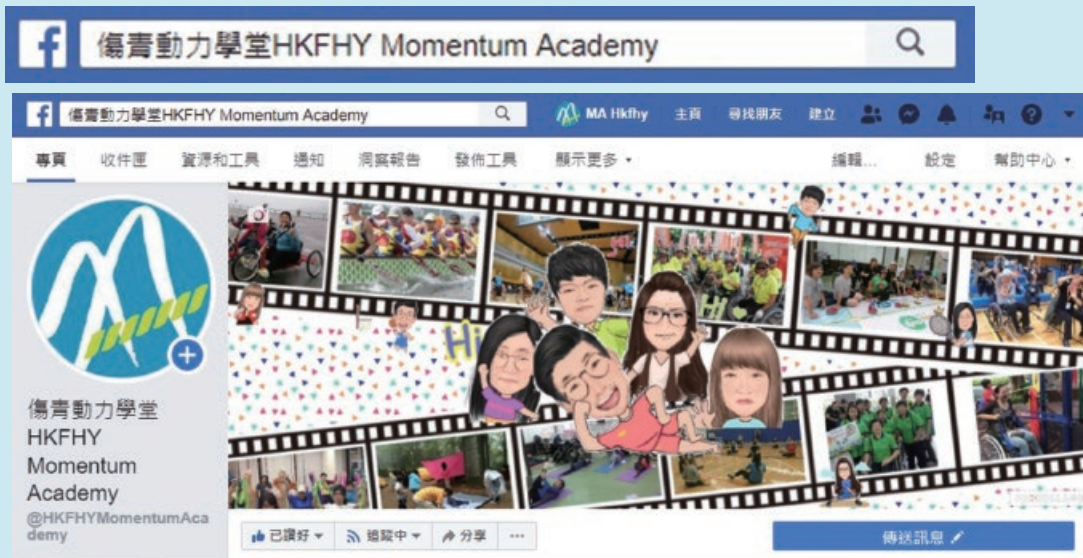 傷青動力學堂HKFHY Momentum Academy
傷青動力學堂HKFHY Momentum Academy
MA Hkfhy 主頁 尋找朋友 建立
專頁 收件匣 資源和工具 通知 洞察報告 發佈工具 顯示更多 編輯... 設定 幫助中心
Hi
Hi
Hi
傷青動力學堂
HKFHY
Momentum
Academy
@HKFHYMomentumAca
demy
已讚好 追蹤中 分享 ... 傳送訊息